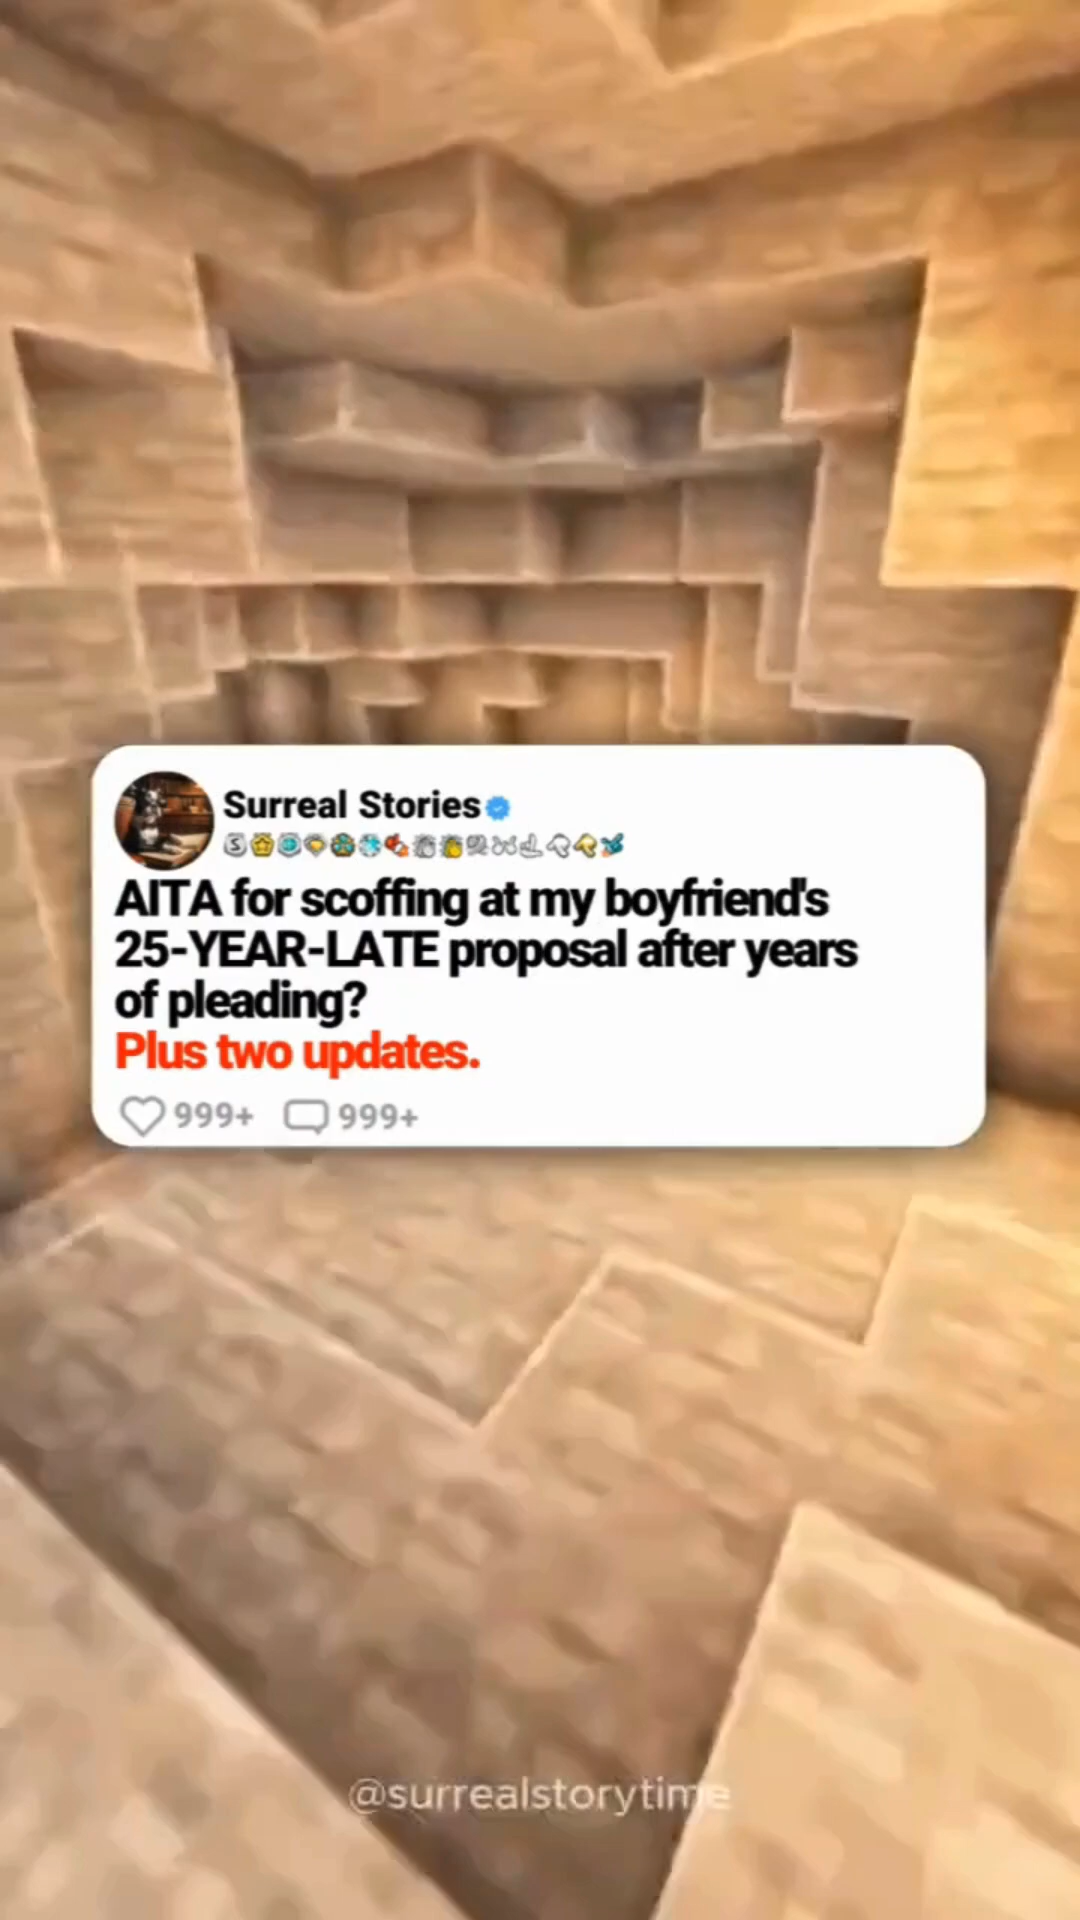 Surreal Stories
AITA for scoffing at my boyfriend's
25-YEAR-LATE proposal after years
of pleading?
Plus two updates.
999+ 999+
@surrealstorytime